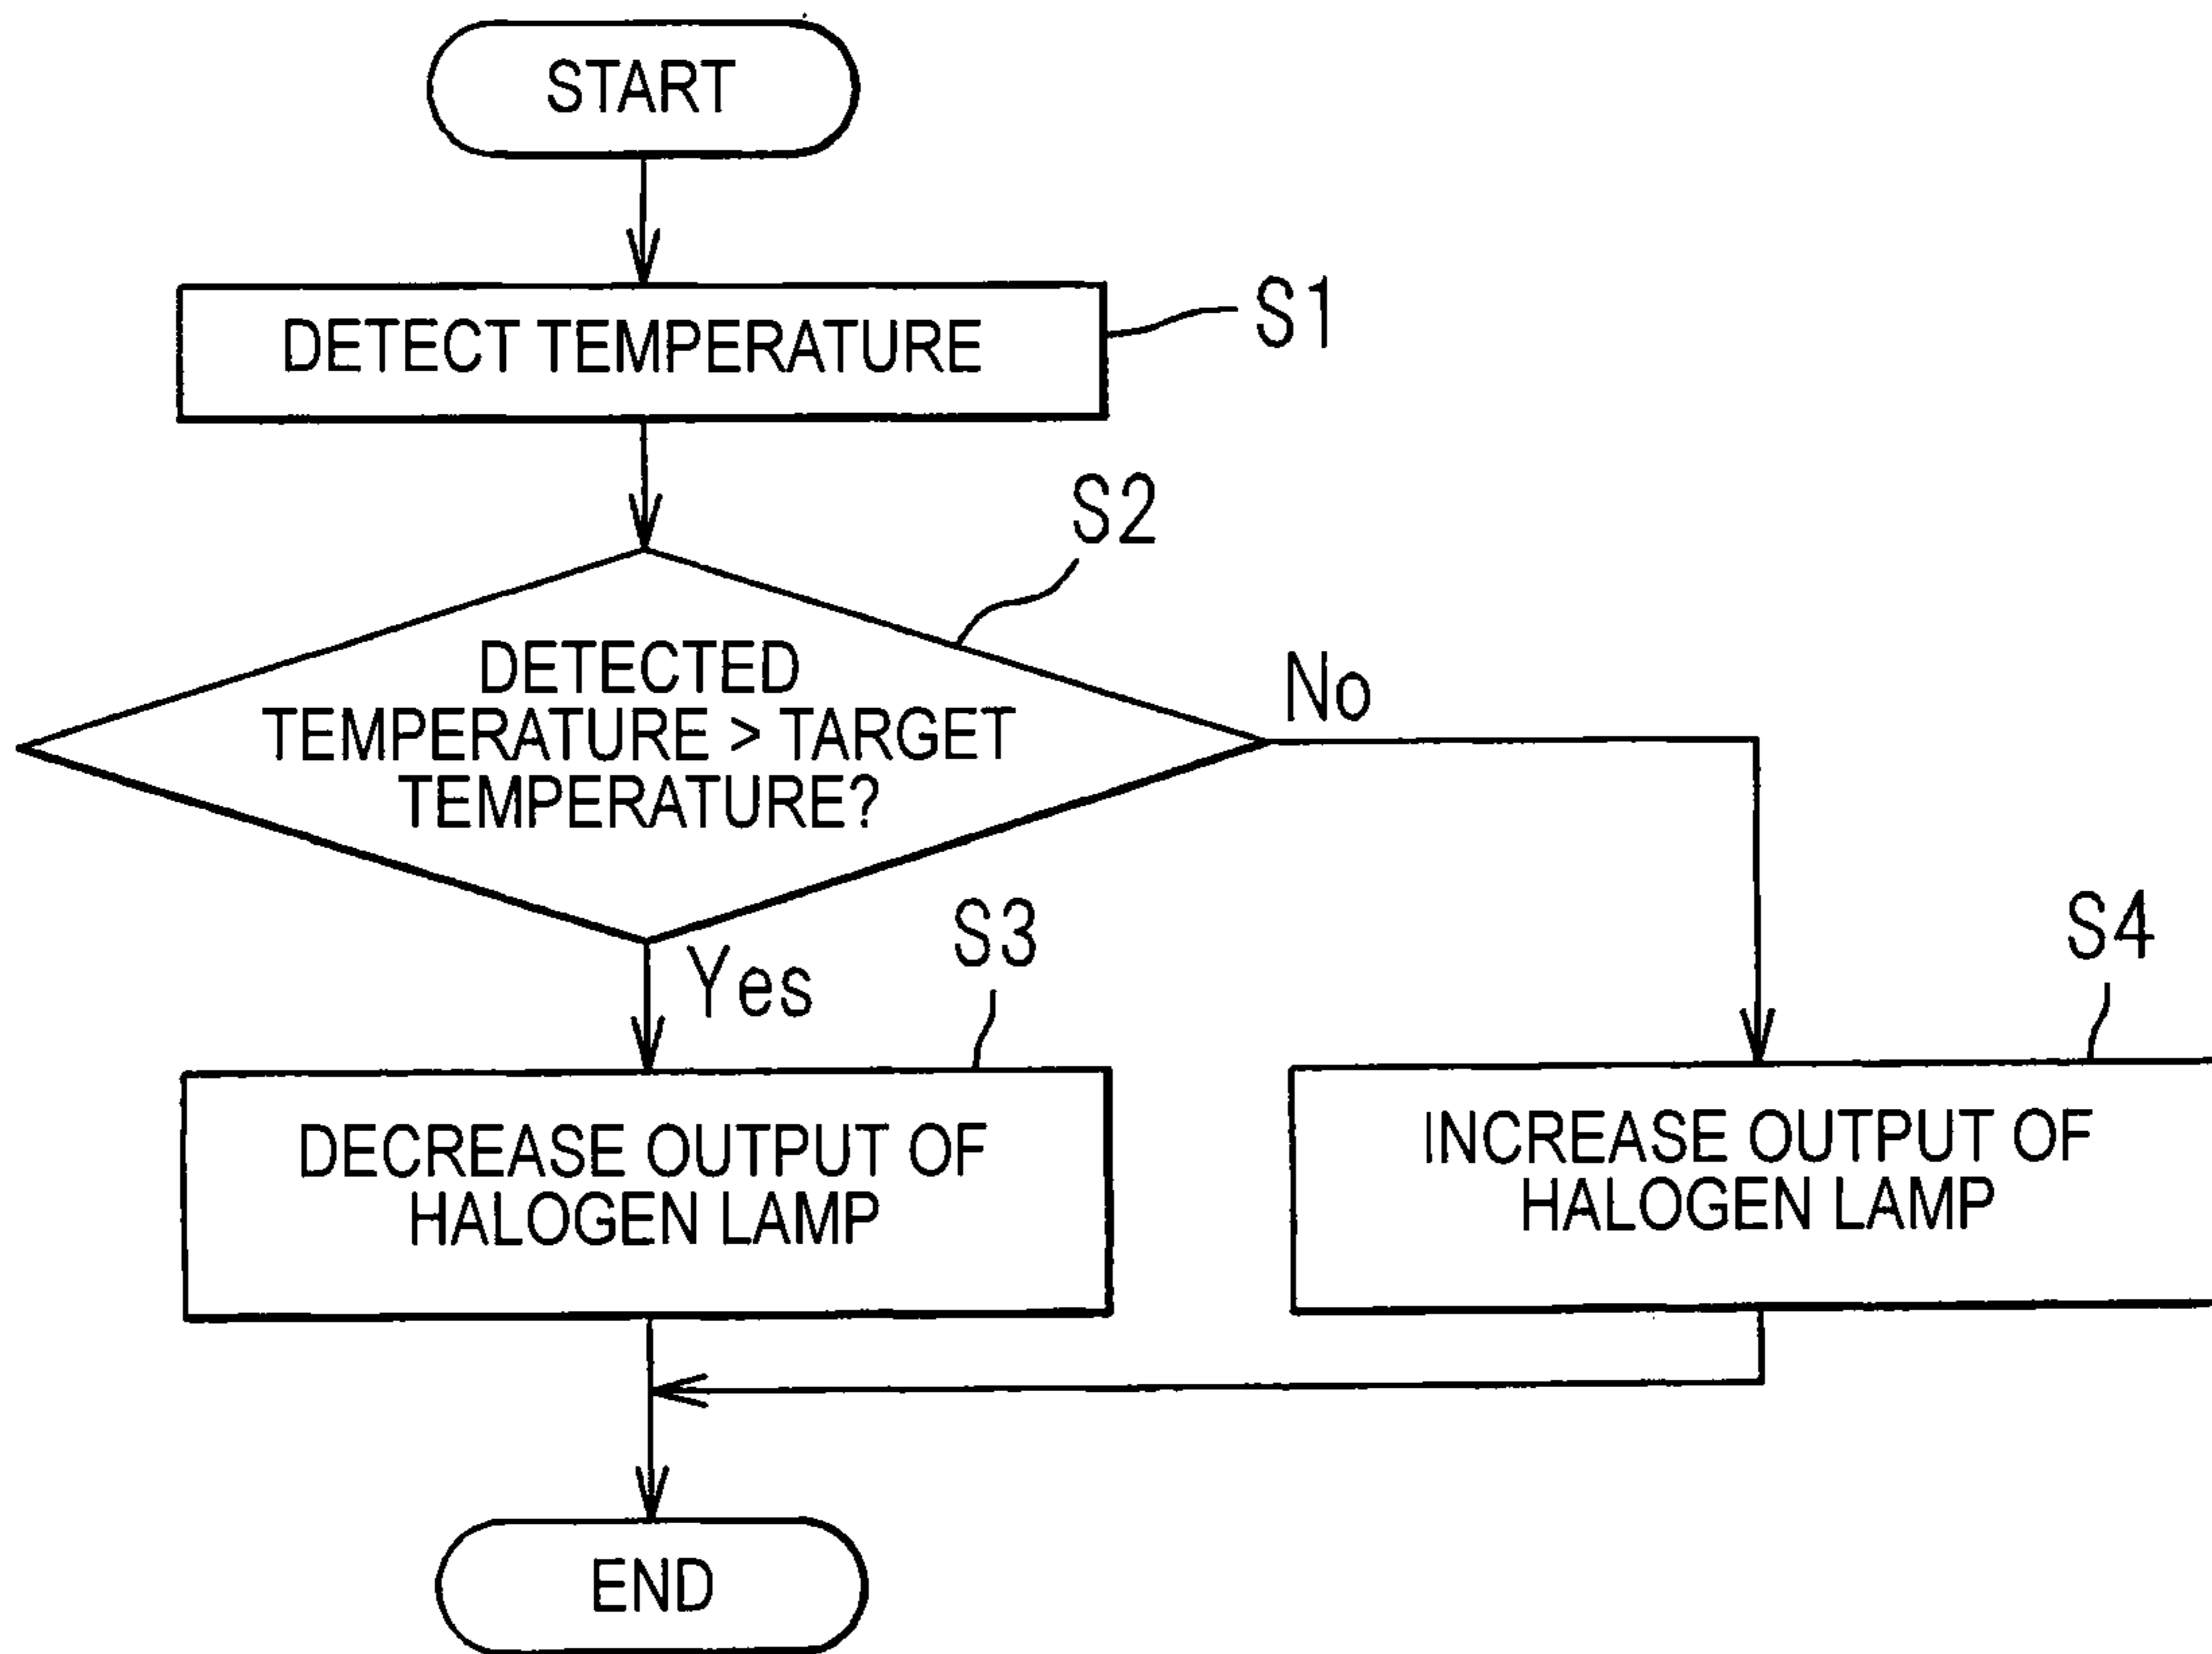 START
DETECT TEMPERATURE
S1
S2
DETECTED
TEMPERATURE > TARGET
TEMPERATURE?
No
Yes
S3
DECREASE OUTPUT OF
HALOGEN LAMP
S4
INCREASE OUTPUT OF
HALOGEN LAMP
END